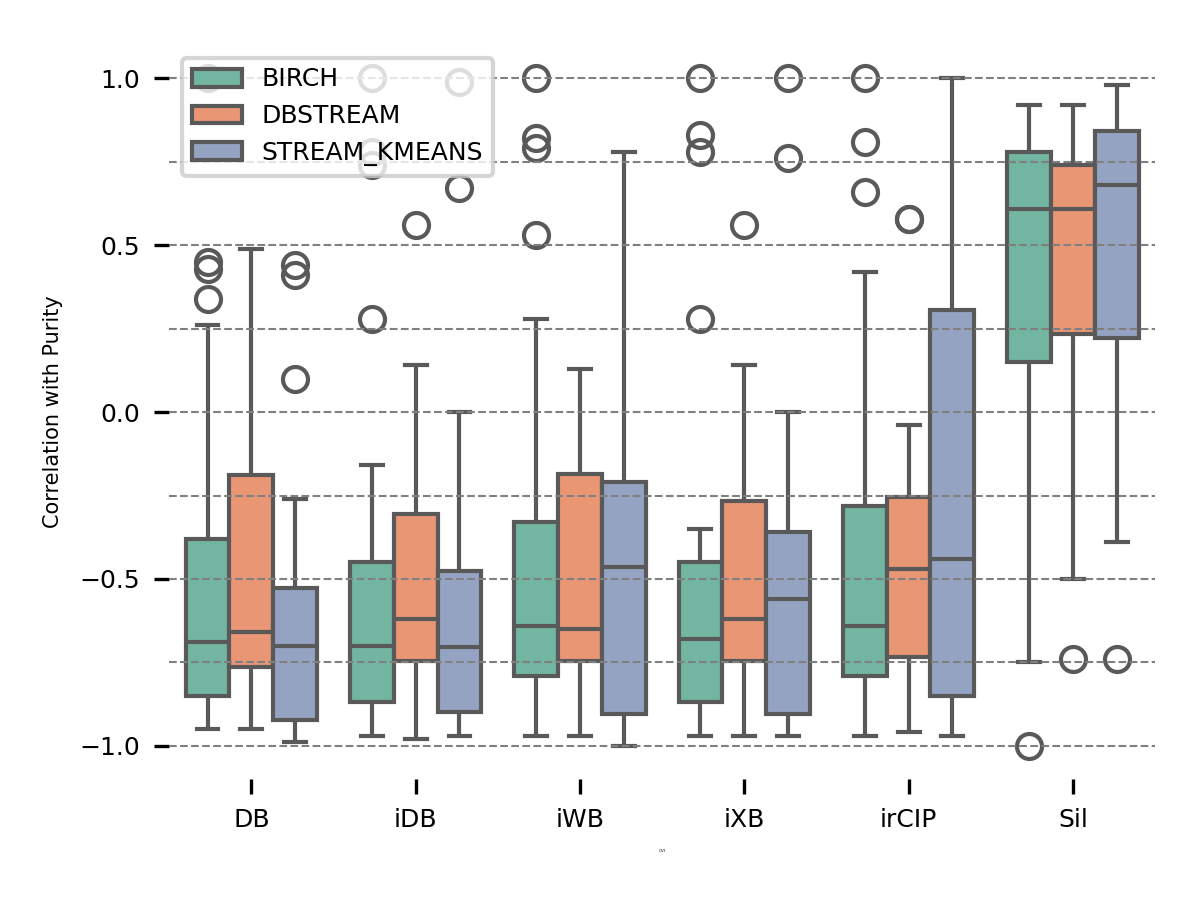 1.0
0.5
0.0
−0.5
−1.0
Correlation with Purity
BIRCH
DBSTREAM
STREAM_KMEANS
DB
iDB
iWB
iXB
irCIP
Sil